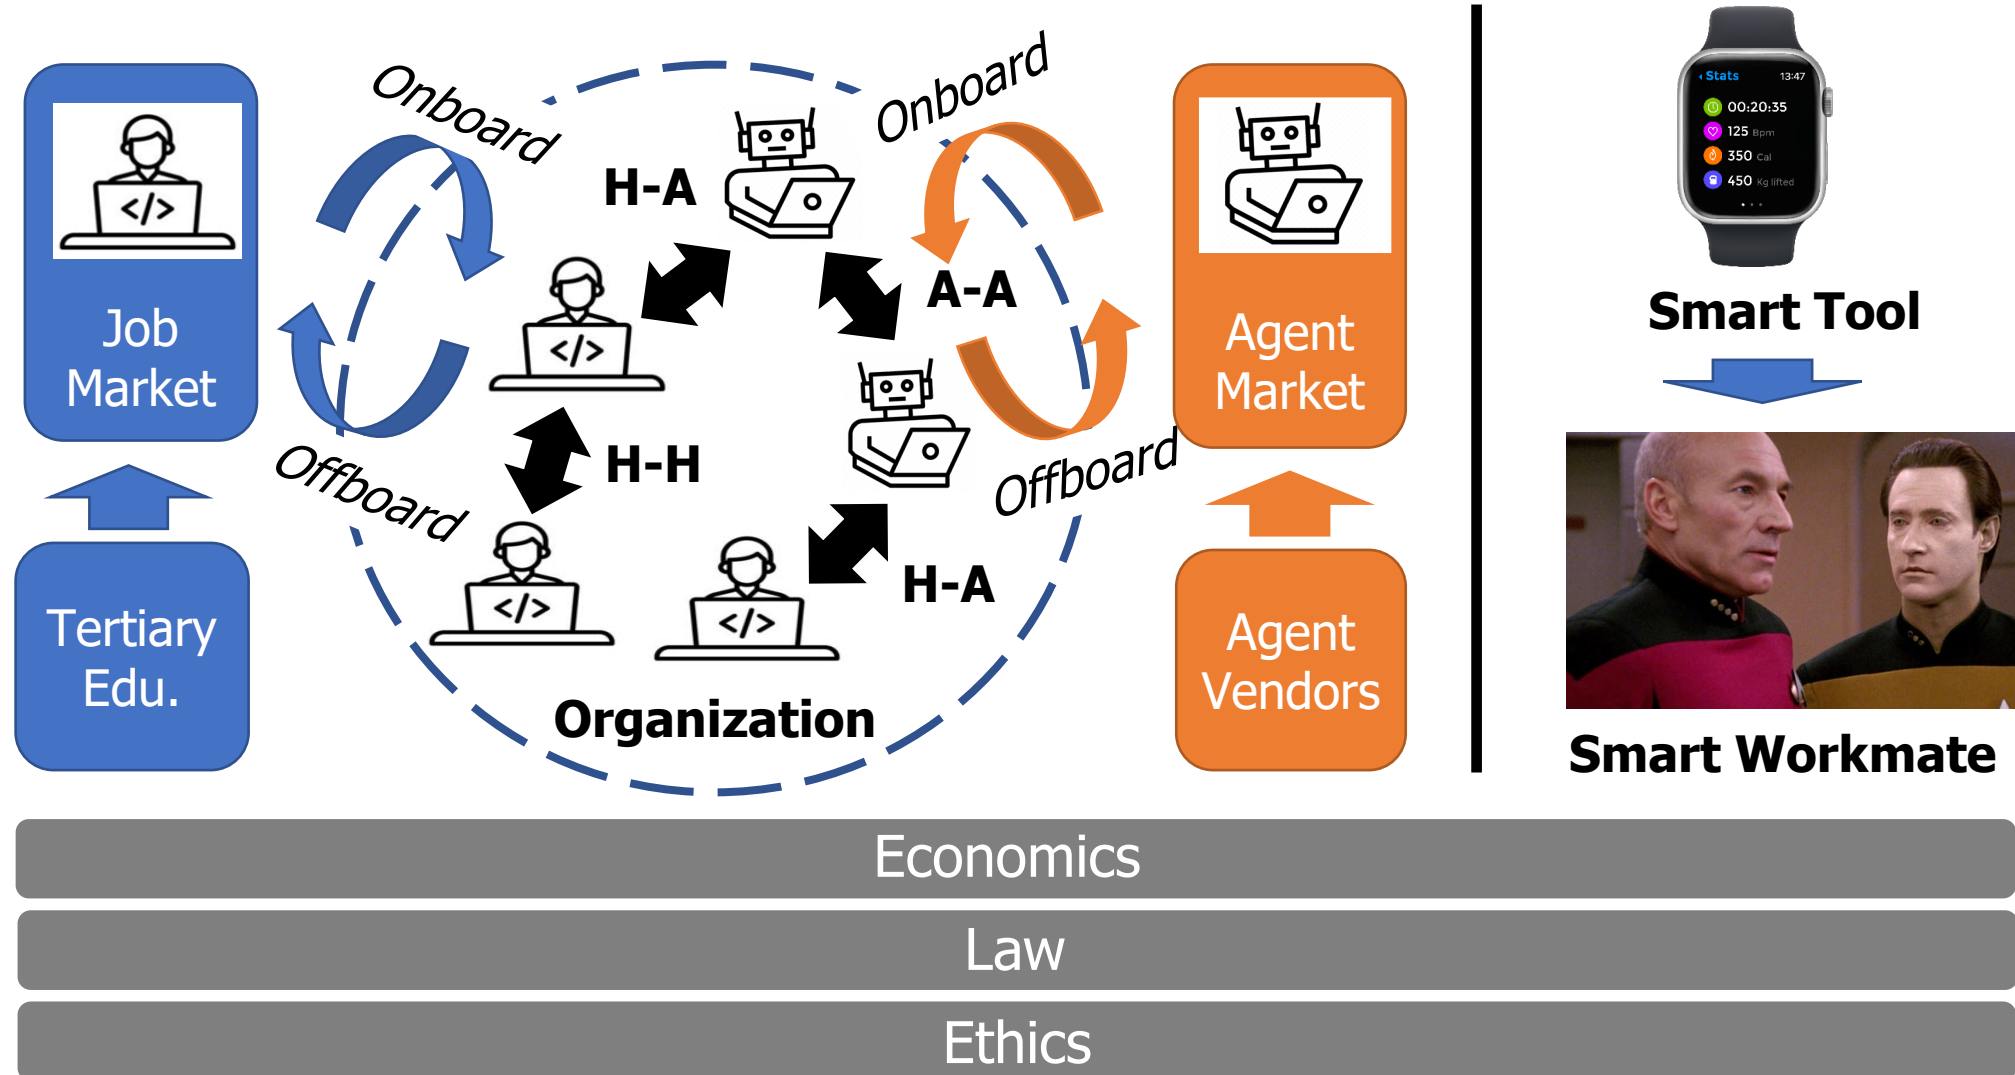 Job
Market
Tertiary
Edu.
Onboard
Offboard
H-A
</>
H-H
</>
</>
</>
A-A
H-A
Organization
Onboard
Offboard
Agent
Market
Agent
Vendors
Stats 13:47
00:20:35
125 Bpm
350 Cal
450 Kg lifted
Smart Tool
Smart Workmate
Economics
Law
Ethics